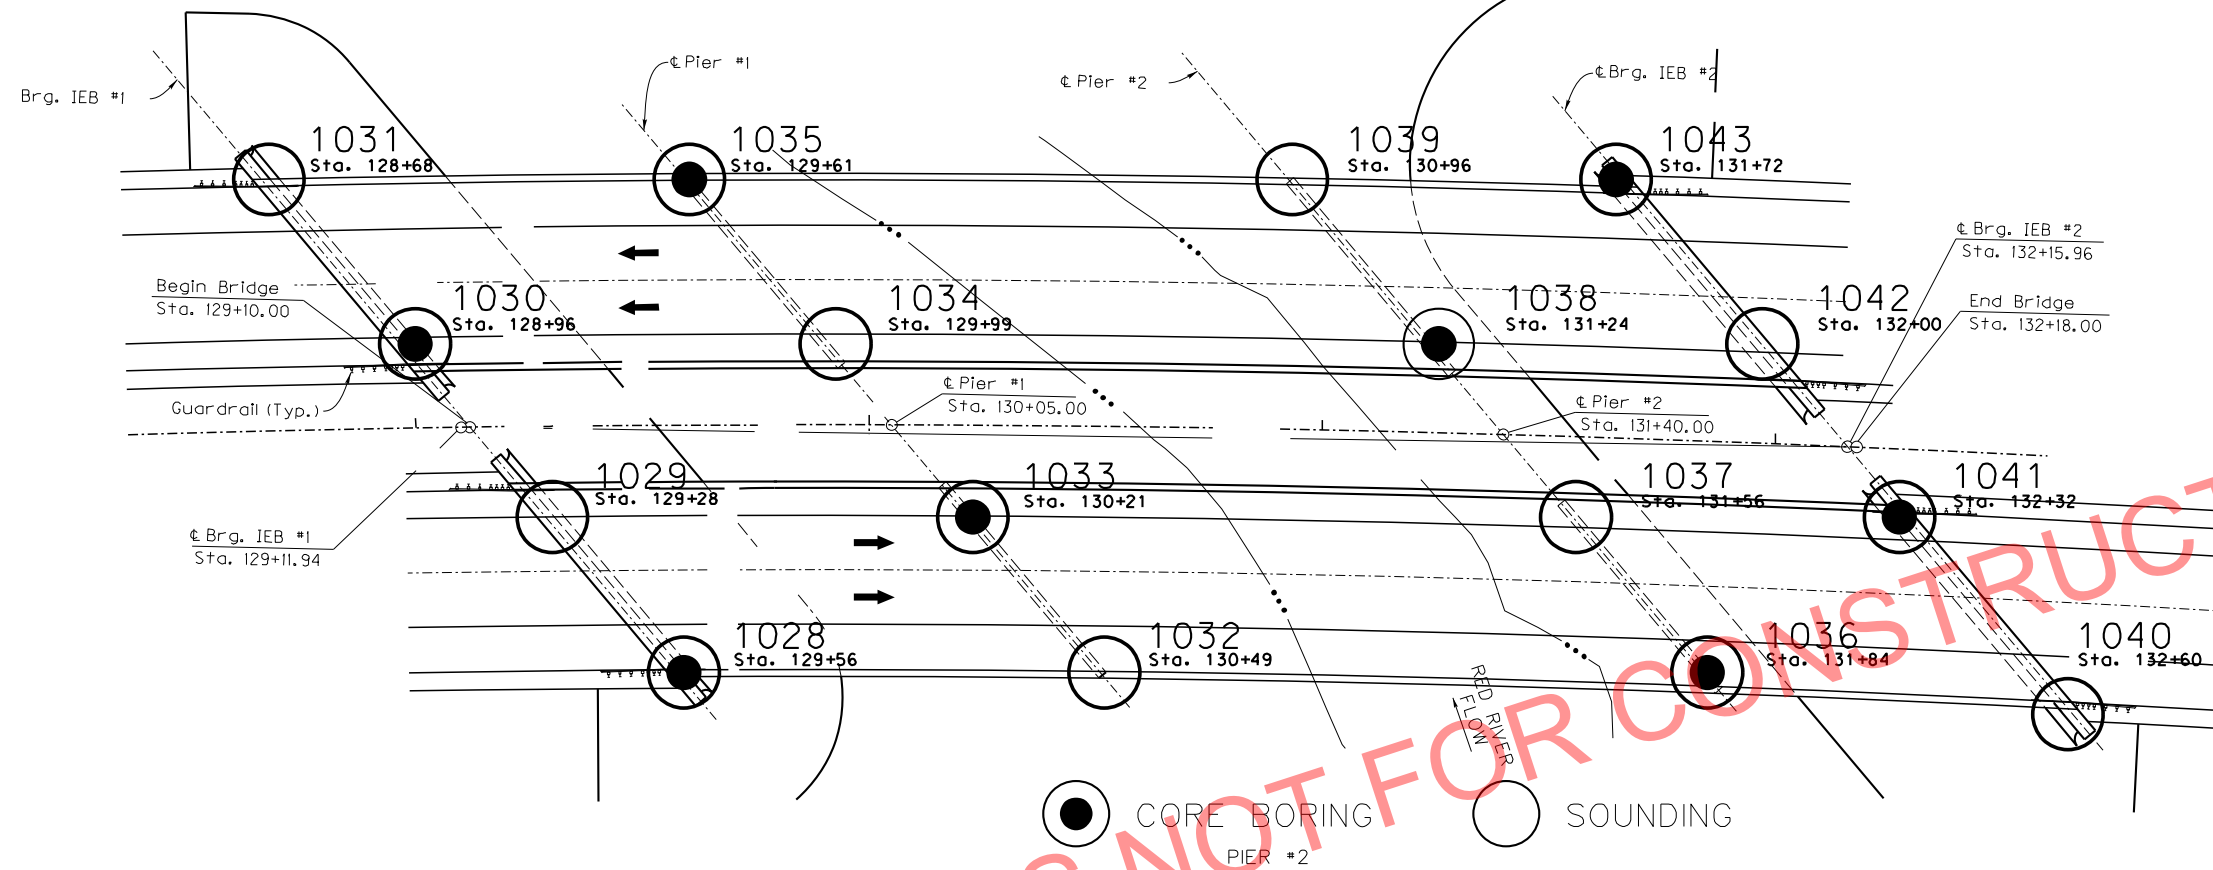 ℄ Pier #1
℄ Pier #2
℄ Brg. IEB #2
Brg. IEB #1
1031
Sta. 128+68
1035
Sta. 129+61
1039
Sta. 130+96
1043
Sta. 131+72
℄ Brg. IEB #2
Sta. 132+15.96
Begin Bridge
Sta. 129+10.00
1030
Sta. 128+96
1034
Sta. 129+99
1038
Sta. 131+24
1042
Sta. 132+00
End Bridge
Sta. 132+18.00
Guardrail (Typ.)
℄ Pier #1
Sta. 130+05.00
℄ Pier #2
Sta. 131+40.00
1029
Sta. 129+28
1033
Sta. 130+21
1037
Sta. 131+56
1041
Sta. 132+32
℄ Brg. IEB #1
Sta. 129+11.94
1028
Sta. 129+56
1032
Sta. 130+49
1036
Sta. 131+84
1040
Sta. 132+60
RED RIVER
FLOW
CORE BORING
SOUNDING
PIER #2
NOT FOR CONSTRUCT